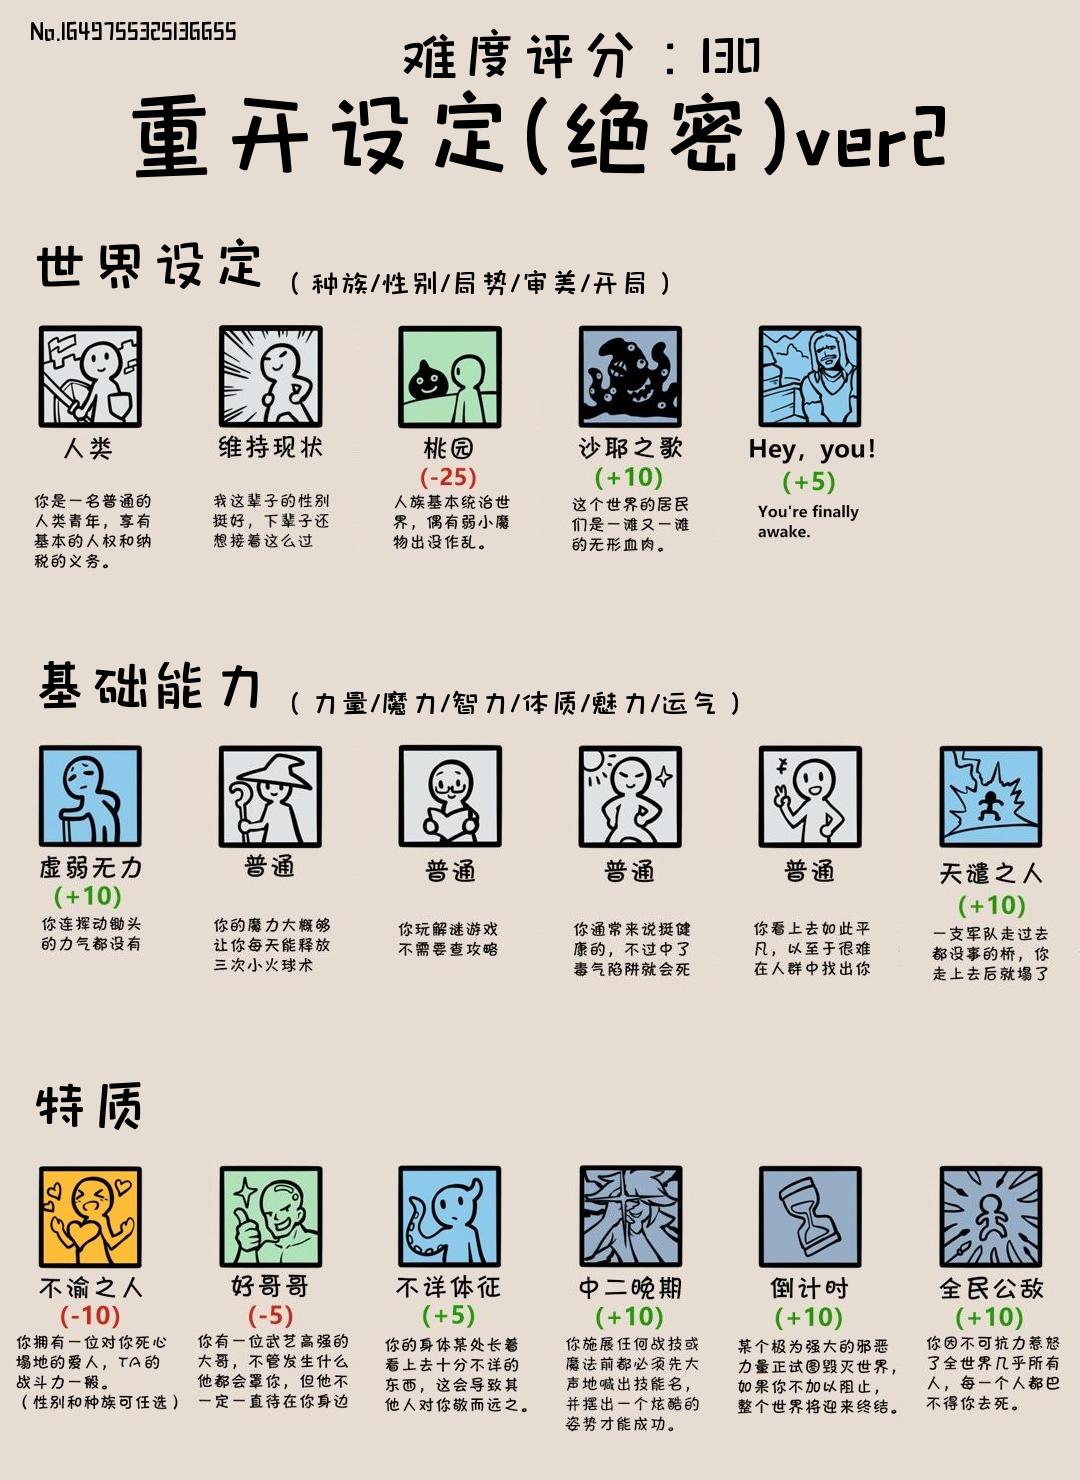 No.1649755325136655
难度评分：130
重开设定(绝密)ver2
世界设定（种族/性别/局势/审美/开局）
人类
你是一名普通的
人类青年，享有
基本的人权和纳
税的义务。
维持现状
我这辈子的性别
挺好，下辈子还
想接着这么过
桃园
(-25)
人族基本统治世
界，偶有弱小魔
物出没作乱。
沙耶之歌
(+10)
这个世界的居民
们是一滩又一滩
的无形血肉。
Hey, you!
(+5)
You're finally
awake.
基础能力（力量/魔力/智力/体质/魅力/运气）
虚弱无力
(+10)
你连挥动锄头
的力气都没有
普通
你的魔力大概够
让你每天能释放
三次小火球术
普通
你玩解谜游戏
不需要查攻略
普通
你通常来说挺健
康的，不过中了
毒气陷阱就会死
普通
你看上去如此平
凡，以至于很难
在人群中找出你
天谴之人
(+10)
一支军队走过去
都没事的桥，你
走上去后就塌了
特质
不渝之人
(-10)
你拥有一位对你死心
塌地的爱人，TA的
战斗力一般。
（性别和种族可任选）
好哥哥
(-5)
你有一位武艺高强的
大哥，不管发生什么
他都会罩你，但他不
一定一直待在你身边
不详体征
(+5)
你的身体某处长着
看上去十分不详的
东西，这会导致其
他人对你敬而远之。
中二晚期
(+10)
你施展任何战技或
魔法前都必须先大
声地喊出技能名，
并摆出一个炫酷的
姿势才能成功。
倒计时
(+10)
某个极为强大的邪恶
力量正试图毁灭世界，
如果你不加以阻止，
整个世界将迎来终结。
全民公敌
(+10)
你因不可抗力惹怒
了全世界几乎所有
人，每一个人都巴
不得你去死。